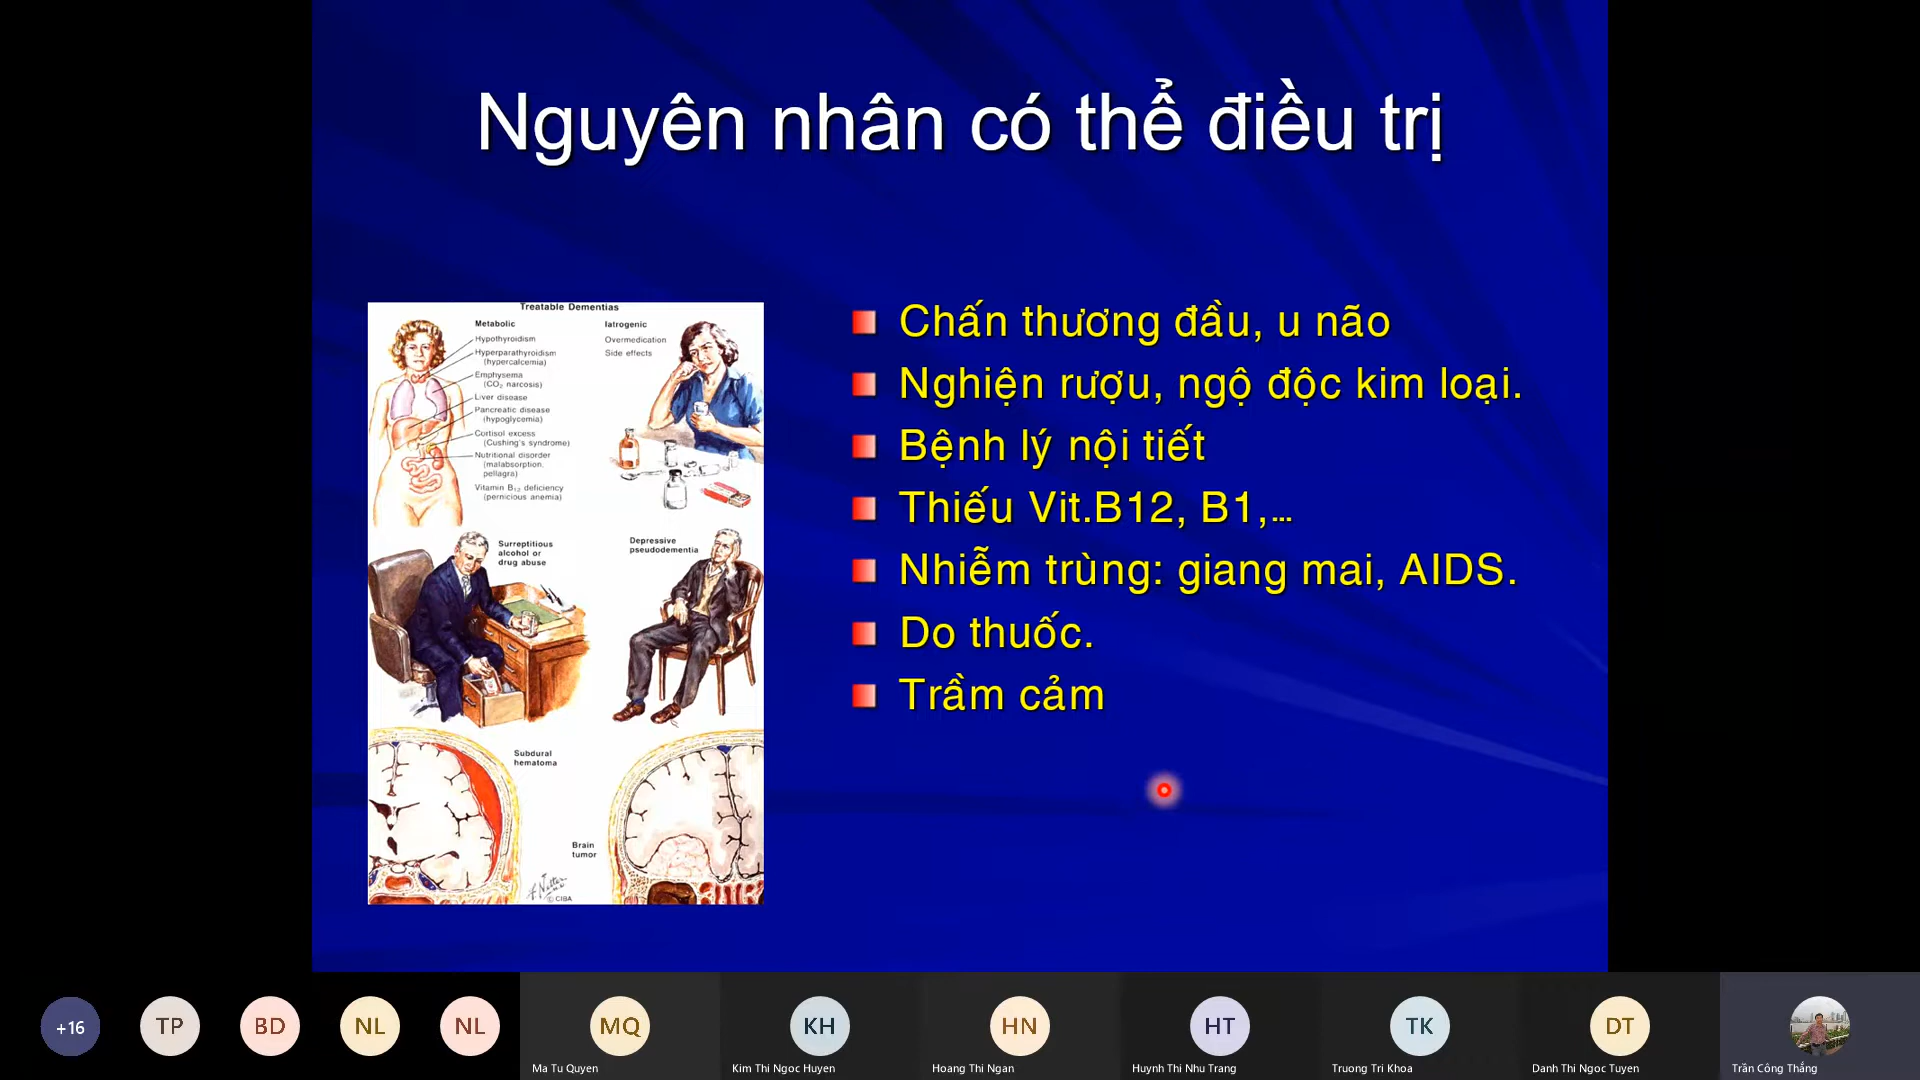 Nguyên nhân có thể điều trị
Treatable Dementias
Metabolic
Hypothyroidism
Hyperparathyroidism
(hypercalcemia)
Emphysema
(CO₂ narcosis)
Liver disease
Pancreatic disease
(hypoglycemia)
Cortisol excess
(Cushing's syndrome)
Nutritional disorder
(malabsorption,
pellagra)
Vitamin B₁₂ deficiency
(pernicious anemia)
Iatrogenic
Overmedication
Side effects
Surreptitious
alcohol or
drug abuse
Depressive
pseudodementia
Subdural
hematoma
Brain
tumor
© CIBA
Chấn thương đầu, u não
Nghiện rượu, ngộ độc kim loại.
Bệnh lý nội tiết
Thiếu Vit.B12, B1,...
Nhiễm trùng: giang mai, AIDS.
Do thuốc.
Trầm cảm
+16
TP
BD
NL
NL
MQ
Ma Tu Quyen
KH
Kim Thi Ngoc Huyen
HN
Hoang Thi Ngan
HT
Huynh Thi Nhu Trang
TK
Truong Tri Khoa
DT
Danh Thi Ngoc Tuyen
Trần Công Thắng